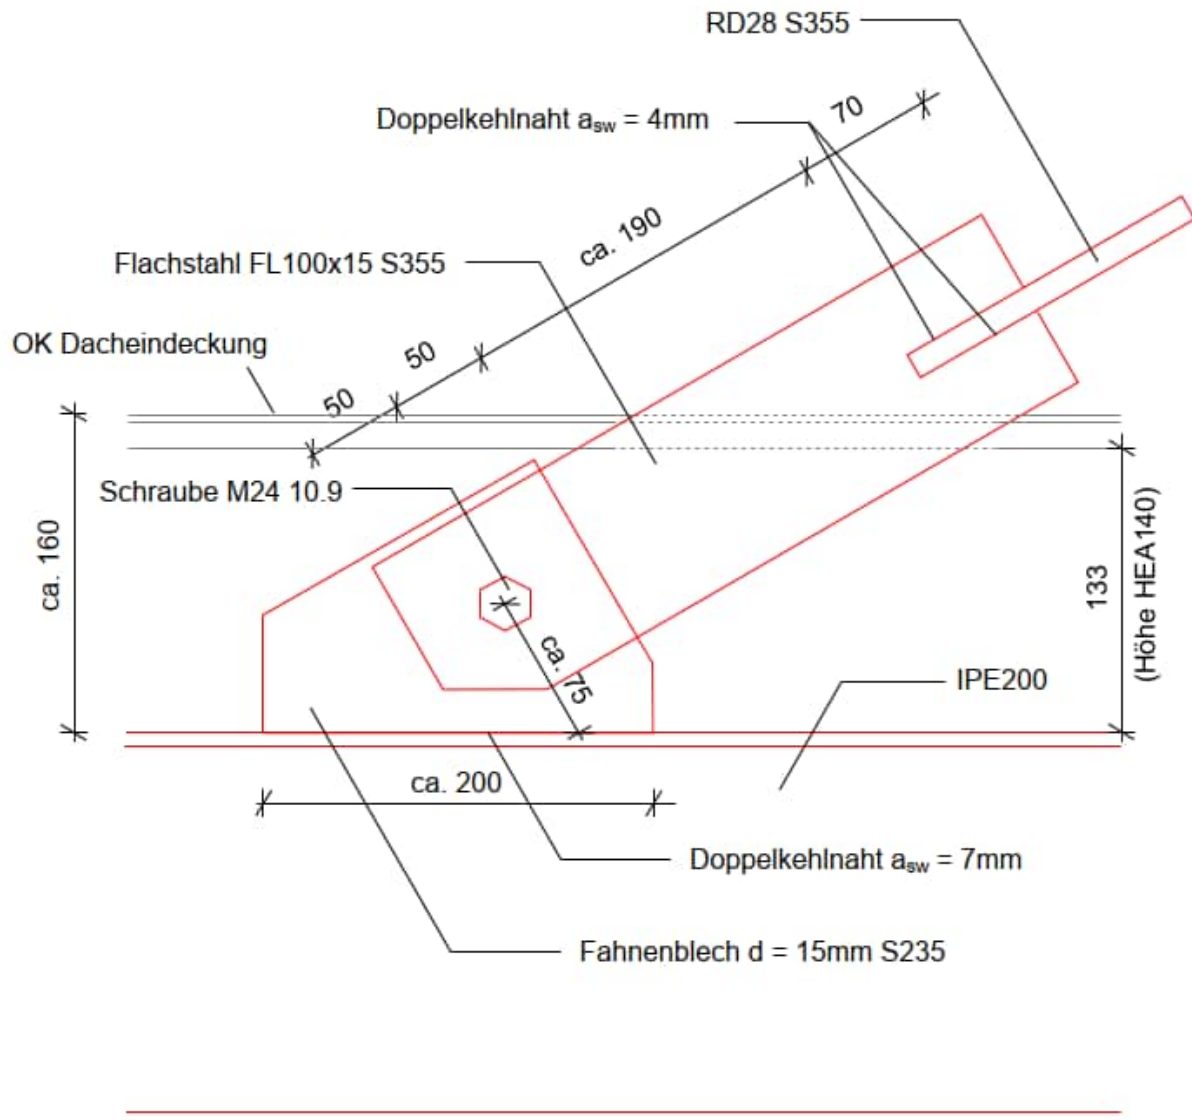 RD28 S355
70
Doppelkehlnaht asw = 4mm
ca. 190
Flachstahl FL100x15 S355
OK Dacheindeckung
50
50
Schraube M24 10.9
ca. 160
133
(Höhe HEA140)
ca. 75
IPE200
ca. 200
Doppelkehlnaht asw = 7mm
Fahnenblech d = 15mm S235